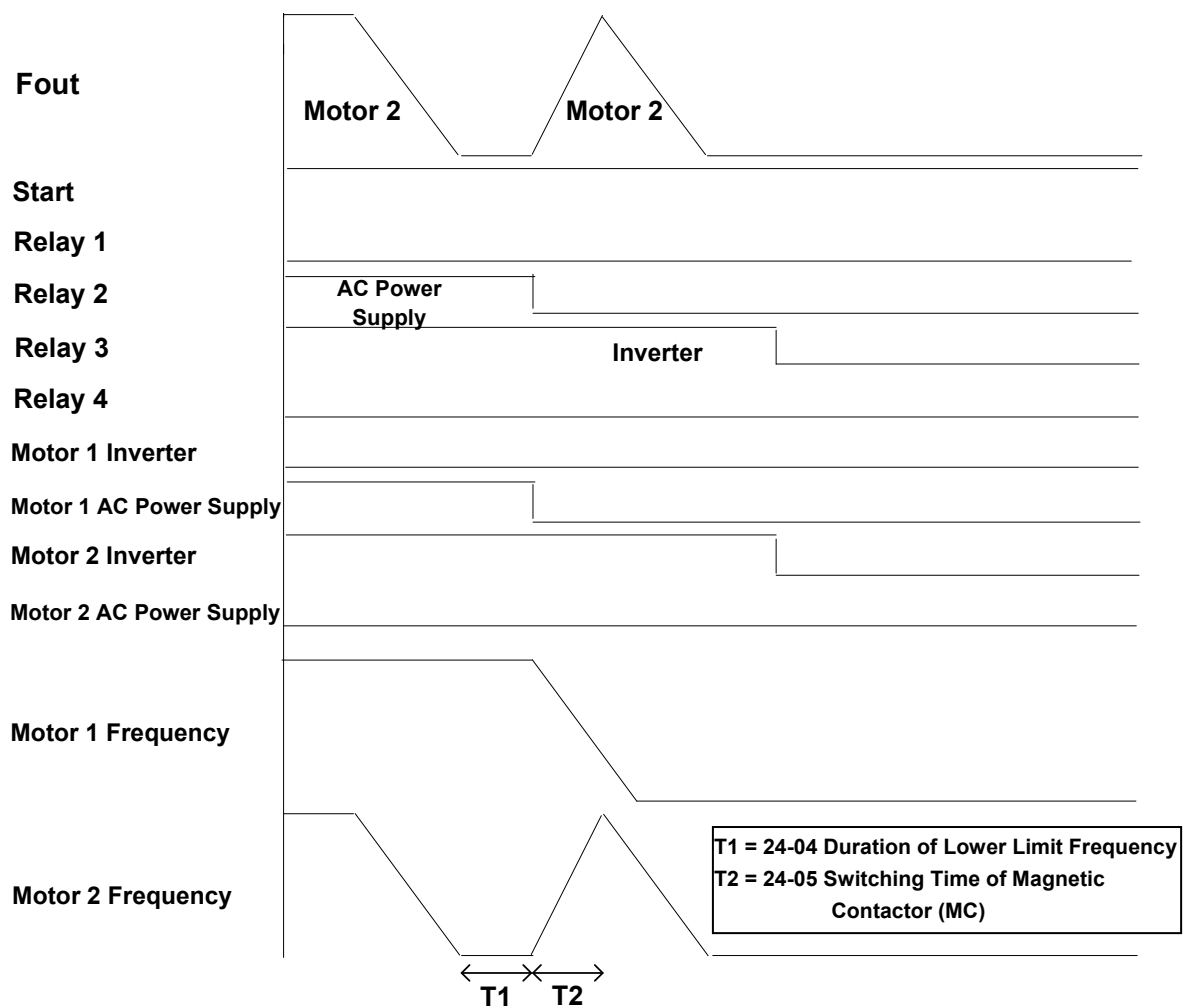 Fout
Motor 2
Motor 2
Start
Relay 1
Relay 2
AC Power
Supply
Relay 3
Inverter
Relay 4
Motor 1 Inverter
Motor 1 AC Power Supply
Motor 2 Inverter
Motor 2 AC Power Supply
Motor 1 Frequency
T1 = 24-04 Duration of Lower Limit Frequency
T2 = 24-05 Switching Time of Magnetic
Contactor (MC)
Motor 2 Frequency
T1
T2